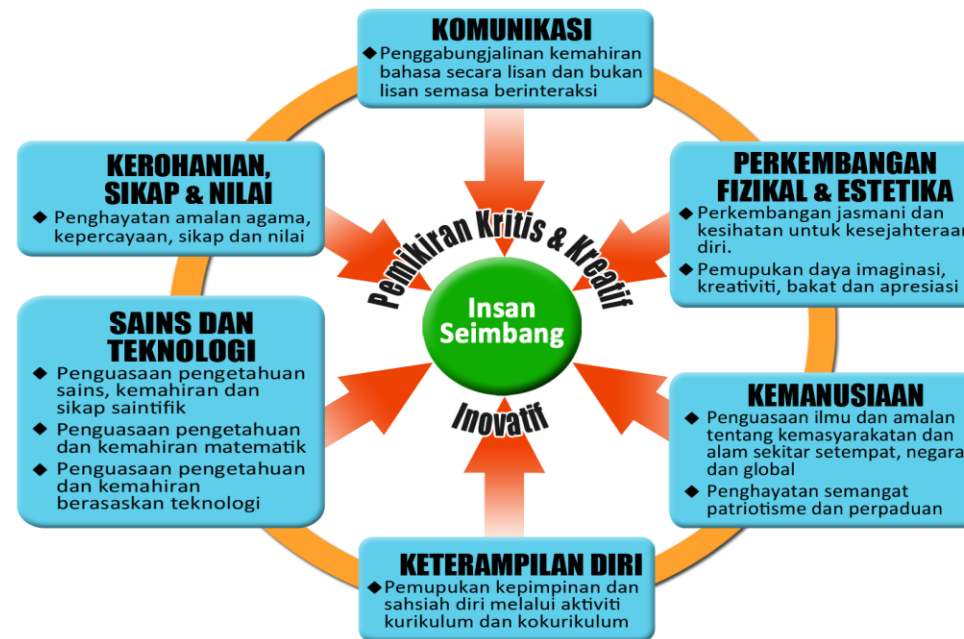 KOMUNIKASI
◆ Penggabungjalinan kemahiran
bahasa secara lisan dan bukan
lisan semasa berinteraksi
KEROHANIAN,
SIKAP & NILAI
◆ Penghayatan amalan agama,
kepercayaan, sikap dan nilai
PERKEMBANGAN
FIZIKAL & ESTETIKA
◆ Perkembangan jasmani dan
kesihatan untuk kesejahteraan
diri.
◆ Pemupukan daya imaginasi,
kreativiti, bakat dan apresiasi
Pemikiran Kritis & Kreatif
Insan
Seimbang
Inovatif
SAINS DAN
TEKNOLOGI
◆ Penguasaan pengetahuan
sains, kemahiran dan
sikap saintifik
◆ Penguasaan pengetahuan
dan kemahiran matematik
◆ Penguasaan pengetahuan
dan kemahiran
berasaskan teknologi
KEMANUSIAAN
◆ Penguasaan ilmu dan amalan
tentang kemasyarakatan dan
alam sekitar setempat, negara
dan global
◆ Penghayatan semangat
patriotisme dan perpaduan
KETERAMPILAN DIRI
◆ Pemupukan kepimpinan dan
sahsiah diri melalui aktiviti
kurikulum dan kokurikulum